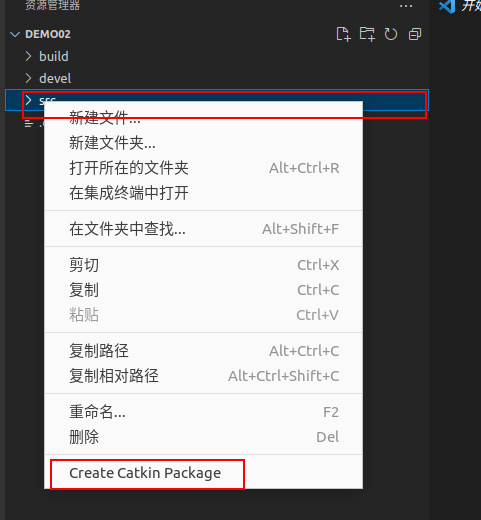 资源管理器
开始
DEMO02
build
devel
src
新建文件...
新建文件夹...
打开所在的文件夹 Alt+Ctrl+R
在集成终端中打开
在文件夹中查找... Alt+Shift+F
剪切 Ctrl+X
复制 Ctrl+C
粘贴 Ctrl+V
复制路径 Alt+Ctrl+C
复制相对路径 Alt+Ctrl+Shift+C
重命名... F2
删除 Del
Create Catkin Package